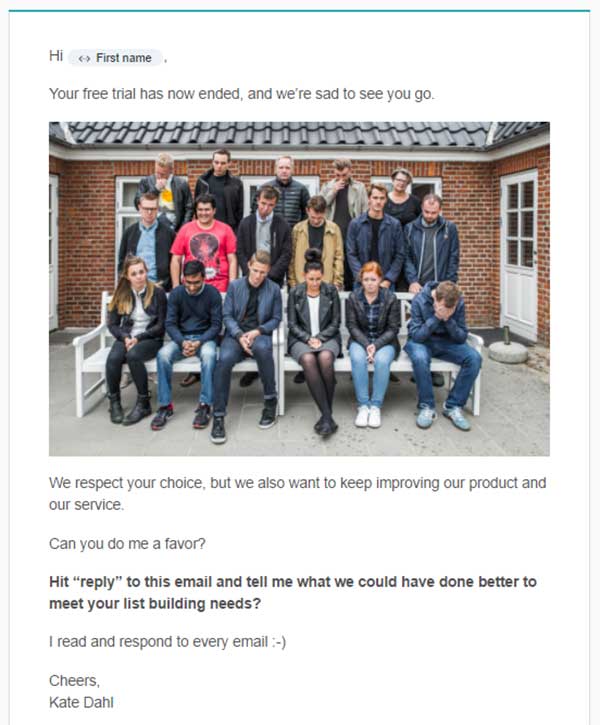 Hi ↔ First name ,
Your free trial has now ended, and we’re sad to see you go.
We respect your choice, but we also want to keep improving our product and
our service.
Can you do me a favor?
Hit “reply” to this email and tell me what we could have done better to
meet your list building needs?
I read and respond to every email :-)
Cheers,
Kate Dahl